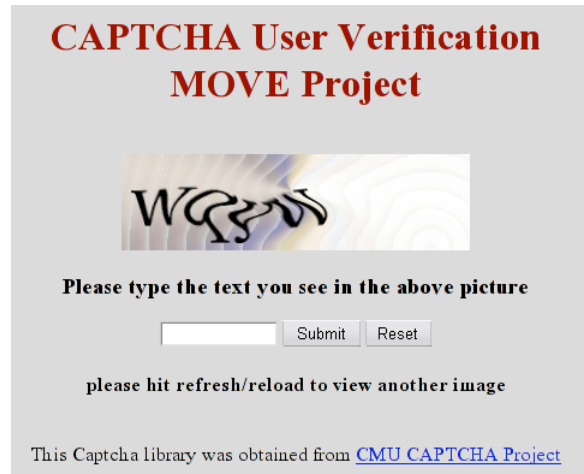 CAPTCHA User Verification
MOVE Project
Please type the text you see in the above picture
Submit Reset
please hit refresh/reload to view another image
This Captcha library was obtained from CMU CAPTCHA Project